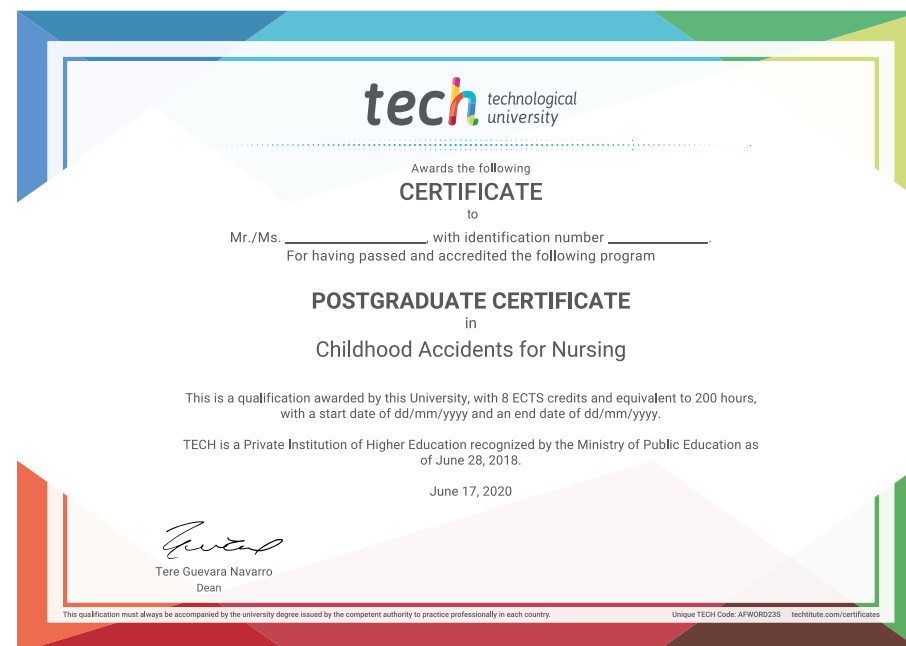 tech technological
university
Awards the following
CERTIFICATE
to
Mr./Ms. ____________________, with identification number ______________.
For having passed and accredited the following program
POSTGRADUATE CERTIFICATE
in
Childhood Accidents for Nursing
This is a qualification awarded by this University, with 8 ECTS credits and equivalent to 200 hours,
with a start date of dd/mm/yyyy and an end date of dd/mm/yyyy.
TECH is a Private Institution of Higher Education recognized by the Ministry of Public Education as
of June 28, 2018.
June 17, 2020
Tere Guevara Navarro
Dean
This qualification must always be accompanied by the university degree issued by the competent authority to practice professionally in each country. Unique TECH Code: AFWORD23S techtitute.com/certificates